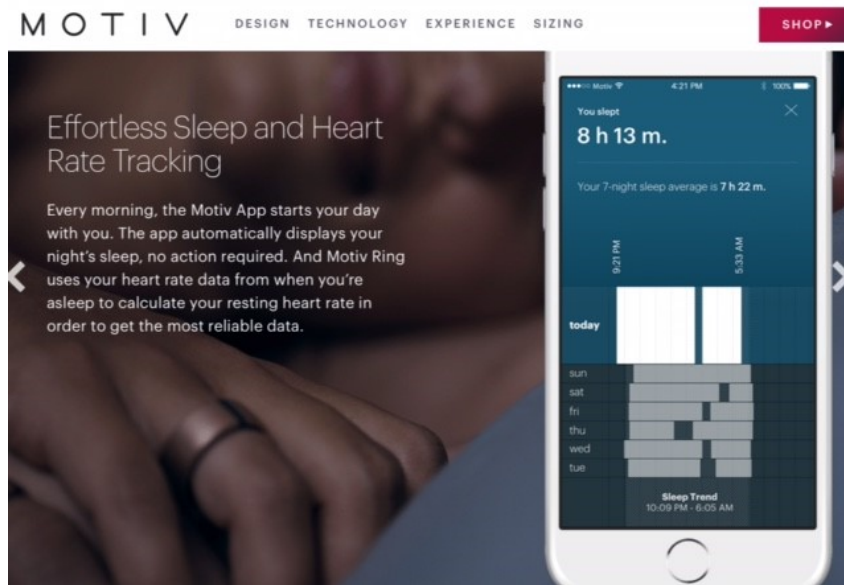 MOTIV
DESIGN TECHNOLOGY EXPERIENCE SIZING
SHOP
Effortless Sleep and Heart
Rate Tracking
Every morning, the Motiv App starts your day
with you. The app automatically displays your
night's sleep, no action required. And Motiv Ring
uses your heart rate data from when you're
asleep to calculate your resting heart rate in
order to get the most reliable data.
Motiv 4:21 PM 100%
You slept
8 h 13 m.
Your 7-night sleep average is 7 h 22 m.
9:21 PM
5:33 AM
today
sun
sat
fri
thu
wed
tue
Sleep Trend
10:09 PM - 6:05 AM